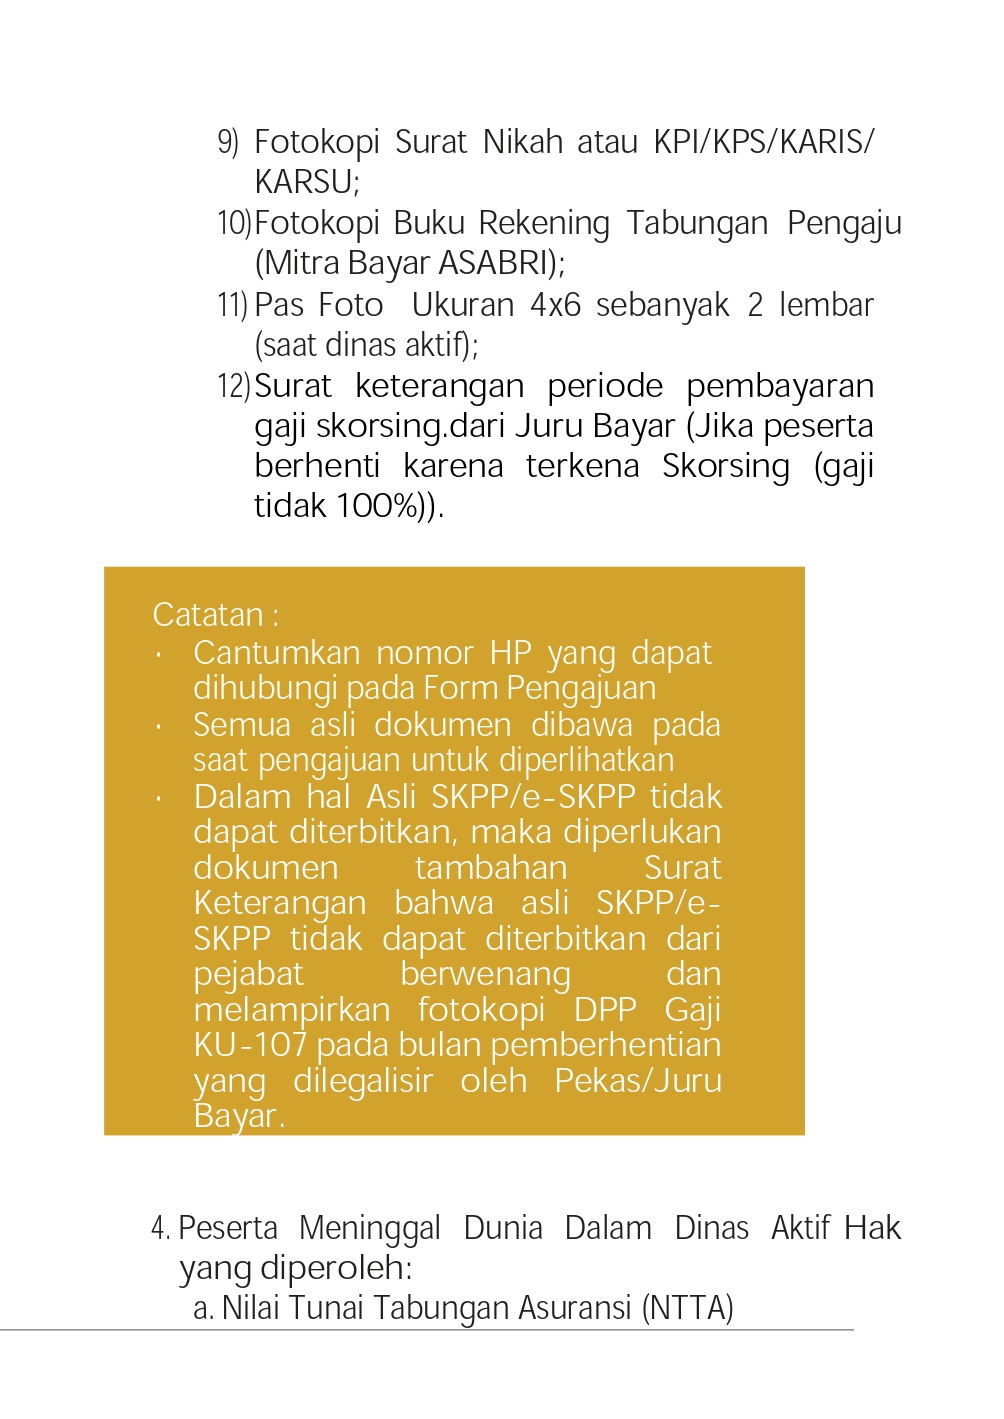 9) Fotokopi Surat Nikah atau KPI/KPS/KARIS/
KARSU;
10)Fotokopi Buku Rekening Tabungan Pengaju
(Mitra Bayar ASABRI);
11) Pas Foto Ukuran 4x6 sebanyak 2 lembar
(saat dinas aktif);
12)Surat keterangan periode pembayaran
gaji skorsing.dari Juru Bayar (Jika peserta
berhenti karena terkena Skorsing (gaji
tidak 100%)).
Catatan :
• Cantumkan nomor HP yang dapat
dihubungi pada Form Pengajuan
• Semua asli dokumen dibawa pada
saat pengajuan untuk diperlihatkan
• Dalam hal Asli SKPP/e-SKPP tidak
dapat diterbitkan, maka diperlukan
dokumen tambahan Surat
Keterangan bahwa asli SKPP/e-
SKPP tidak dapat diterbitkan dari
pejabat berwenang dan
melampirkan fotokopi DPP Gaji
KU-107 pada bulan pemberhentian
yang dilegalisir oleh Pekas/Juru
Bayar.
4. Peserta Meninggal Dunia Dalam Dinas Aktif Hak
yang diperoleh:
a. Nilai Tunai Tabungan Asuransi (NTTA)